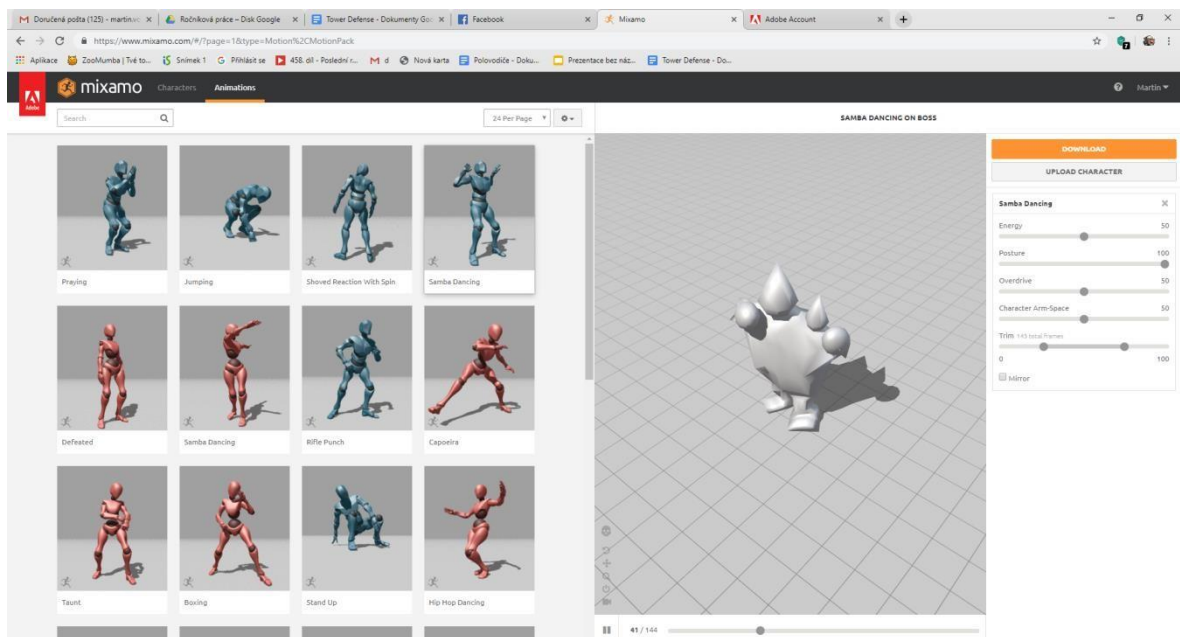 Doručená pošta (125) - martin.vc
Ročníková práce – Disk Google
Tower Defense - Dokumenty Goo
Facebook
Mixamo
Adobe Account
https://www.mixamo.com/#/?page=1&type=Motion%2CMotionPack
7
Aplikace
ZooMumba | Tvé to...
Snímek 1
Přihlásit se
458. díl - Poslední r...
M d
Nová karta
Polovodiče - Doku...
Prezentace bez náz...
Tower Defense - Do...
Adobe
mixamo
Characters
Animations
Martin
Search
24 Per Page
SAMBA DANCING ON BOSS
Praying
Jumping
Shoved Reaction With Spin
Samba Dancing
Defeated
Samba Dancing
Rifle Punch
Capoeira
Taunt
Boxing
Stand Up
Hip Hop Dancing
41 / 144
DOWNLOAD
UPLOAD CHARACTER
Samba Dancing
Energy 50
Posture 100
Overdrive 50
Character Arm-Space 50
Trim total frames
0 100
Mirror